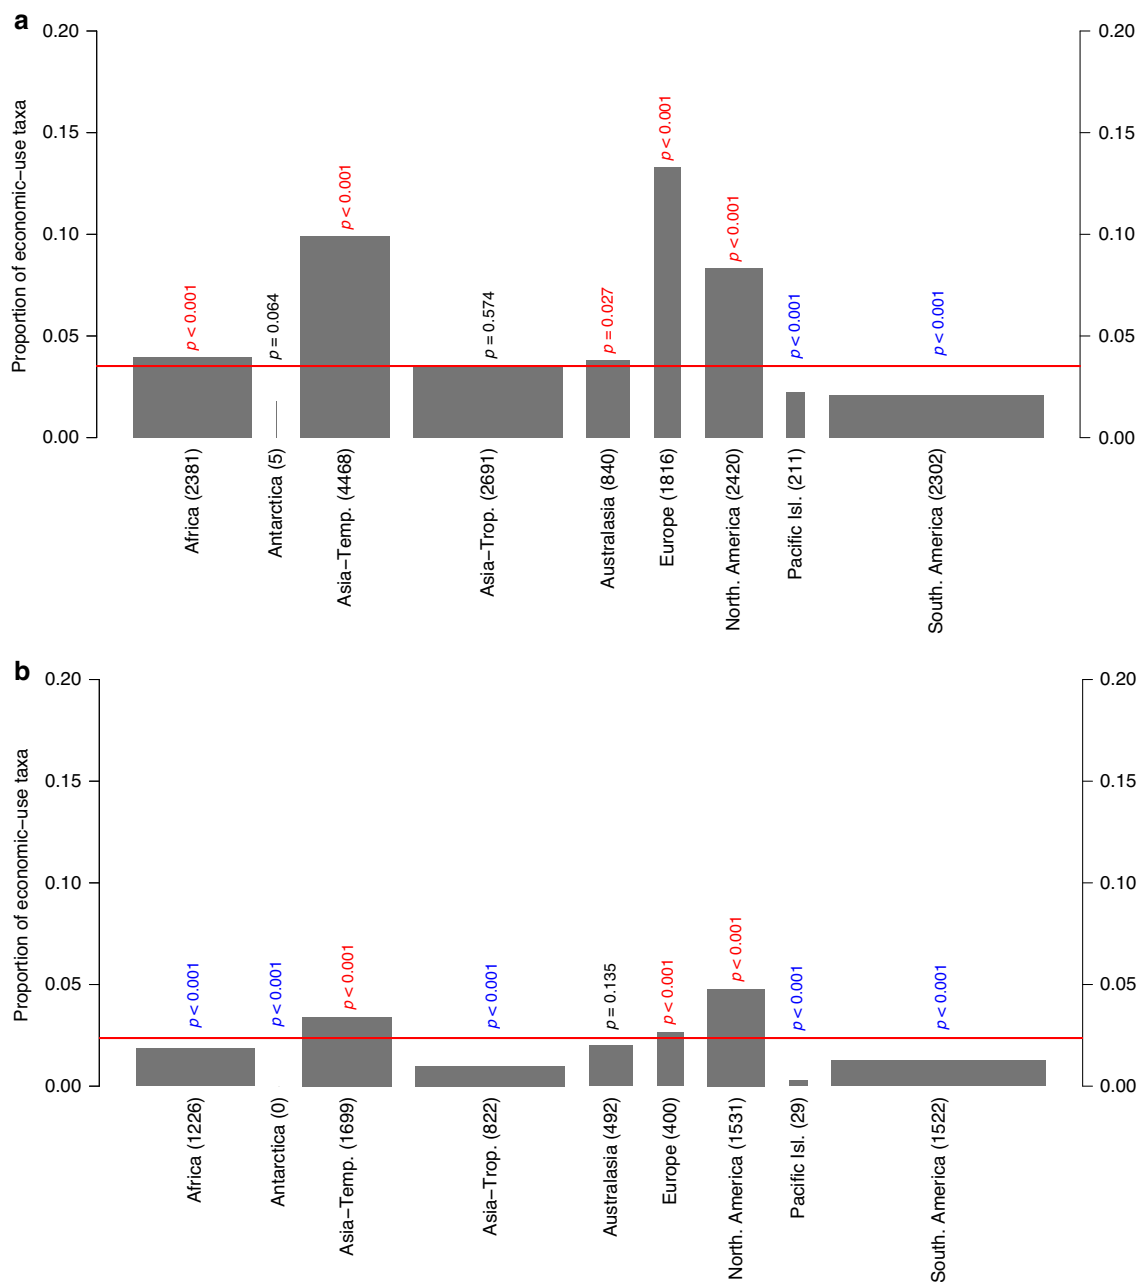 a
Proportion of economic−use taxa
0.20
0.15
0.10
0.05
0.00
p < 0.001
p = 0.064
p < 0.001
p = 0.574
p = 0.027
p < 0.001
p < 0.001
p < 0.001
p < 0.001
0.20
0.15
0.10
0.05
0.00
Africa (2381)
Antarctica (5)
Asia−Temp. (4468)
Asia−Trop. (2691)
Australasia (840)
Europe (1816)
North. America (2420)
Pacific Isl. (211)
South. America (2302)
b
Proportion of economic−use taxa
0.20
0.15
0.10
0.05
0.00
p < 0.001
p < 0.001
p < 0.001
p < 0.001
p = 0.135
p < 0.001
p < 0.001
p < 0.001
p < 0.001
0.20
0.15
0.10
0.05
0.00
Africa (1226)
Antarctica (0)
Asia−Temp. (1699)
Asia−Trop. (822)
Australasia (492)
Europe (400)
North. America (1531)
Pacific Isl. (29)
South. America (1522)